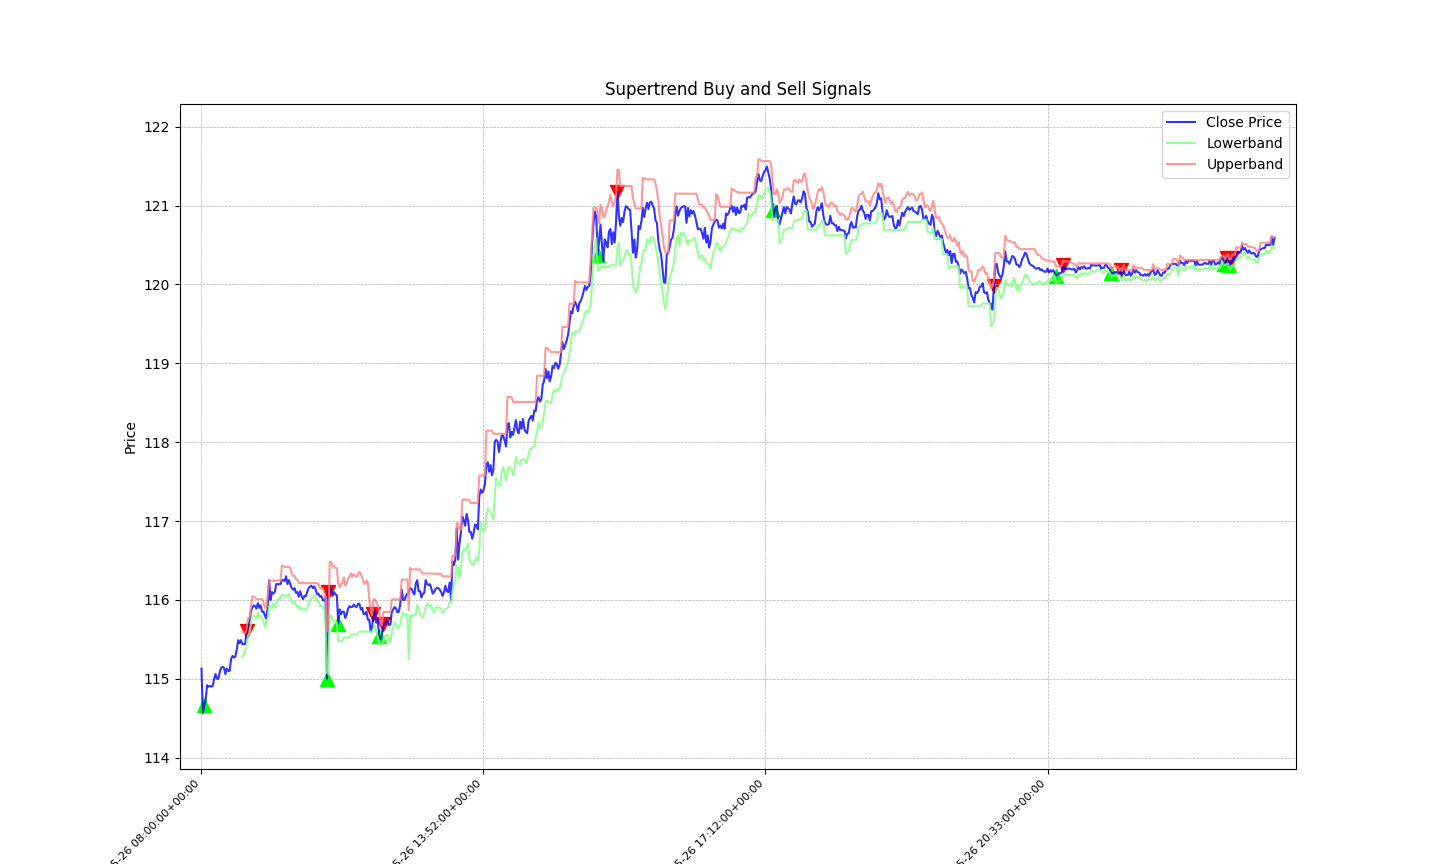 Supertrend Buy and Sell Signals
Close Price
Lowerband
Upperband
Price
122
121
120
119
118
117
116
115
114
5-26 08:00:00+00:00
5-26 13:52:00+00:00
5-26 17:12:00+00:00
5-26 20:33:00+00:00